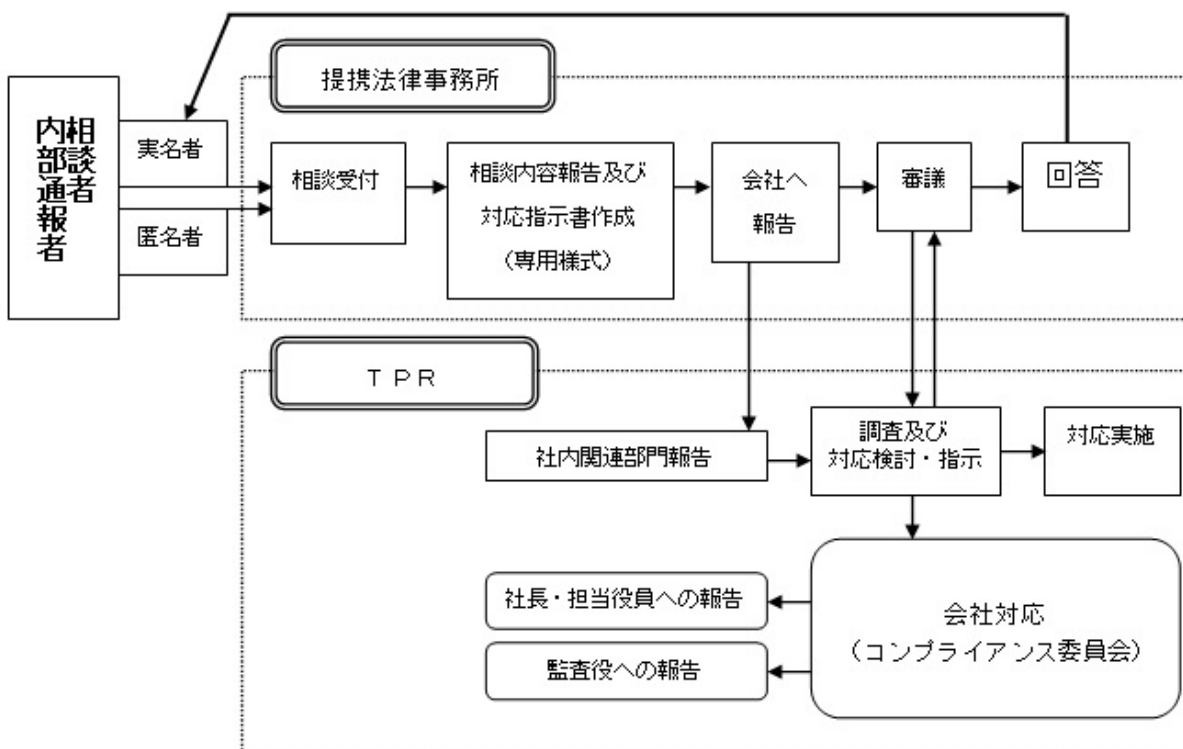 提携法律事務所
相談者
内部通報者
実名者
匿名者
相談受付
相談内容報告及び
対応指示書作成
（専用様式）
会社へ
報告
審議
回答
ＴＰＲ
社内関連部門報告
調査及び
対応検討・指示
対応実施
社長・担当役員への報告
監査役への報告
会社対応
（コンプライアンス委員会）